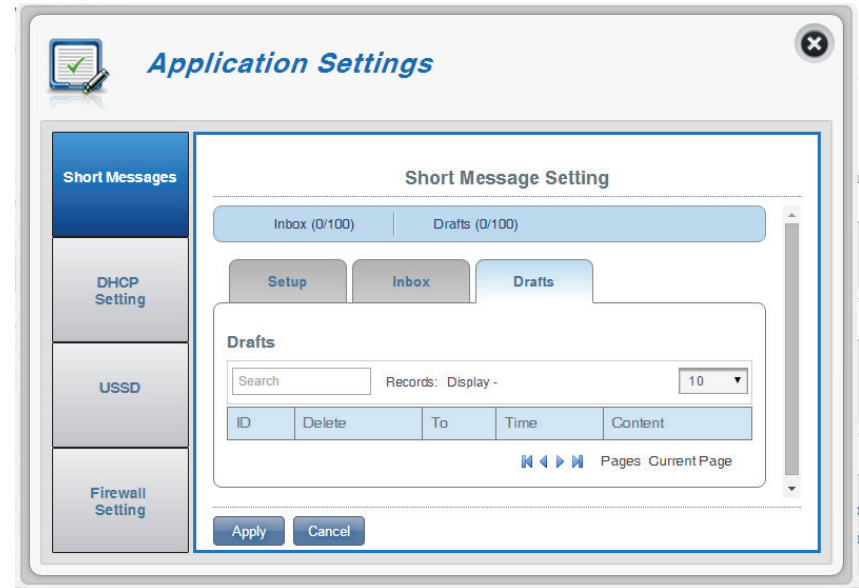 Application Settings
Short Messages
DHCP
Setting
USSD
Firewall
Setting
Short Message Setting
Inbox (0/100) Drafts (0/100)
Setup Inbox Drafts
Drafts
Search Records: Display - 10
ID Delete To Time Content
Pages Current Page
Apply Cancel